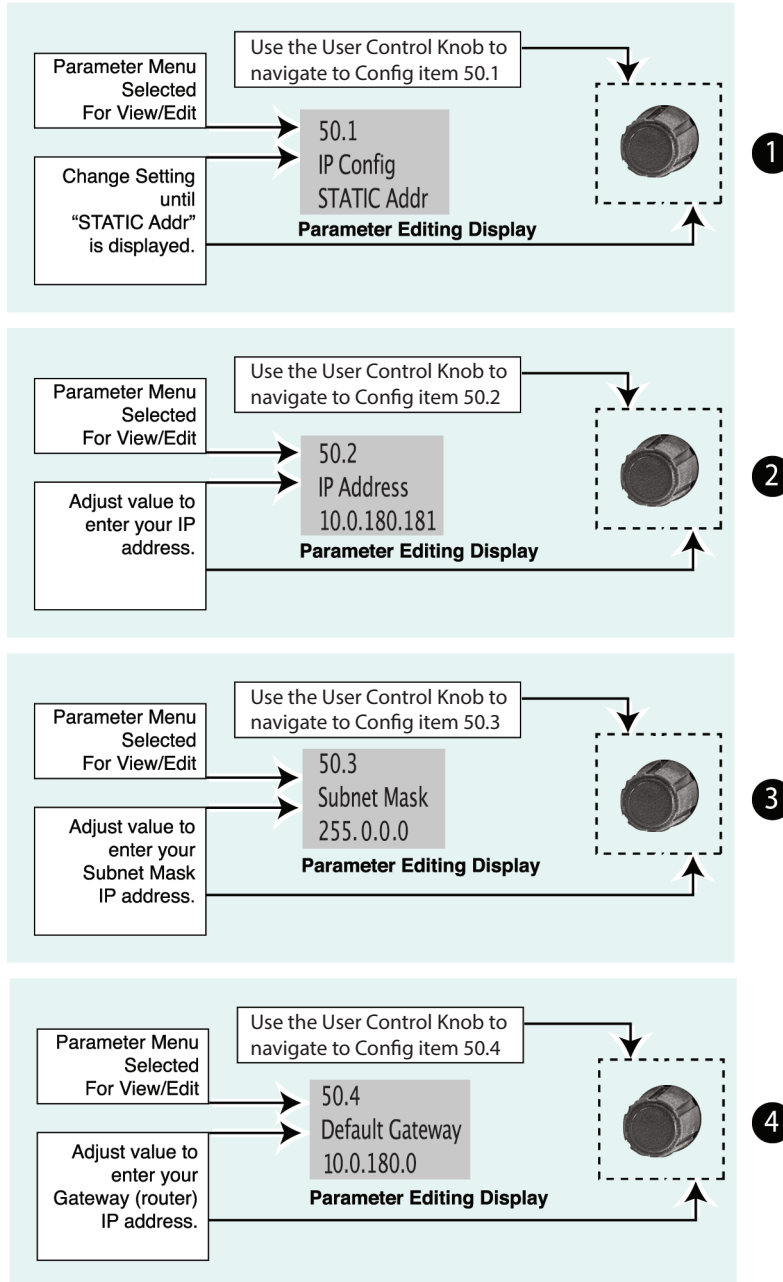 Use the User Control Knob to
navigate to Config item 50.1
Parameter Menu
Selected
For View/Edit
50.1
IP Config
STATIC Addr
Change Setting
until
“STATIC Addr”
is displayed.
Parameter Editing Display
1
Use the User Control Knob to
navigate to Config item 50.2
Parameter Menu
Selected
For View/Edit
50.2
IP Address
10.0.180.181
Adjust value to
enter your IP
address.
Parameter Editing Display
2
Use the User Control Knob to
navigate to Config item 50.3
Parameter Menu
Selected
For View/Edit
50.3
Subnet Mask
255.0.0.0
Adjust value to
enter your
Subnet Mask
IP address.
Parameter Editing Display
3
Use the User Control Knob to
navigate to Config item 50.4
Parameter Menu
Selected
For View/Edit
50.4
Default Gateway
10.0.180.0
Adjust value to
enter your
Gateway (router)
IP address.
Parameter Editing Display
4